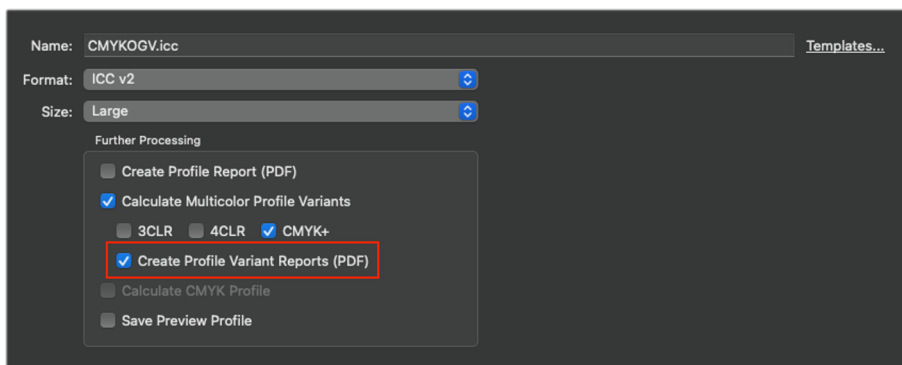 Name: CMYKOGV.icc Templates...
Format: ICC v2
Size: Large
Further Processing
Create Profile Report (PDF)
Calculate Multicolor Profile Variants
3CLR 4CLR CMYK+
Create Profile Variant Reports (PDF)
Calculate CMYK Profile
Save Preview Profile